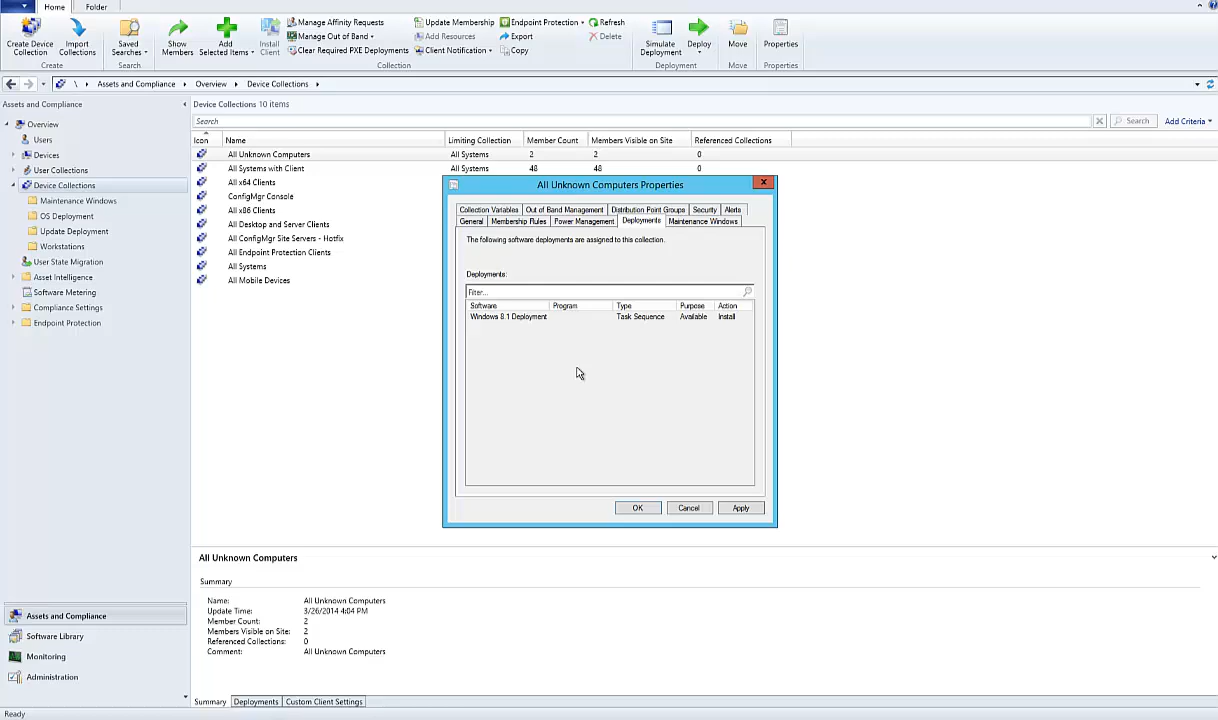 Home Folder
Create Device Collection
Import Collections
Saved Searches
Show Members
Add Selected Items
Install Client
Manage Affinity Requests
Manage Out of Band
Clear Required PXE Deployments
Update Membership
Add Resources
Client Notification
Endpoint Protection
Export
Copy
Refresh
Delete
Simulate Deployment
Deploy
Move
Properties
Create Search Collection Deployment Move Properties
\ Assets and Compliance Overview Device Collections
Assets and Compliance
Overview
Users
Devices
User Collections
Device Collections
Maintenance Windows
OS Deployment
Update Deployment
Workstations
User State Migration
Asset Intelligence
Software Metering
Compliance Settings
Endpoint Protection
Assets and Compliance
Software Library
Monitoring
Administration
Device Collections 10 items
Search
Search Add Criteria
Icon Name Limiting Collection Member Count Members Visible on Site Referenced Collections
All Unknown Computers All Systems 2 2 0
All Systems with Client All Systems 48 48 0
All x64 Clients
ConfigMgr Console
All x86 Clients
All Desktop and Server Clients
All ConfigMgr Site Servers - Hotfix
All Endpoint Protection Clients
All Systems
All Mobile Devices
All Unknown Computers Properties
x
Collection Variables Out of Band Management Distribution Point Groups Security Alerts
General Membership Rules Power Management Deployments Maintenance Windows
The following software deployments are assigned to this collection.
Deployments:
Filter...
Software Program Type Purpose Action
Windows 8.1 Deployment Task Sequence Available Install
OK Cancel Apply
All Unknown Computers
Summary
Name: All Unknown Computers
Update Time: 3/26/2014 4:04 PM
Member Count: 2
Members Visible on Site: 2
Referenced Collections: 0
Comment: All Unknown Computers
Summary Deployments Custom Client Settings
Ready